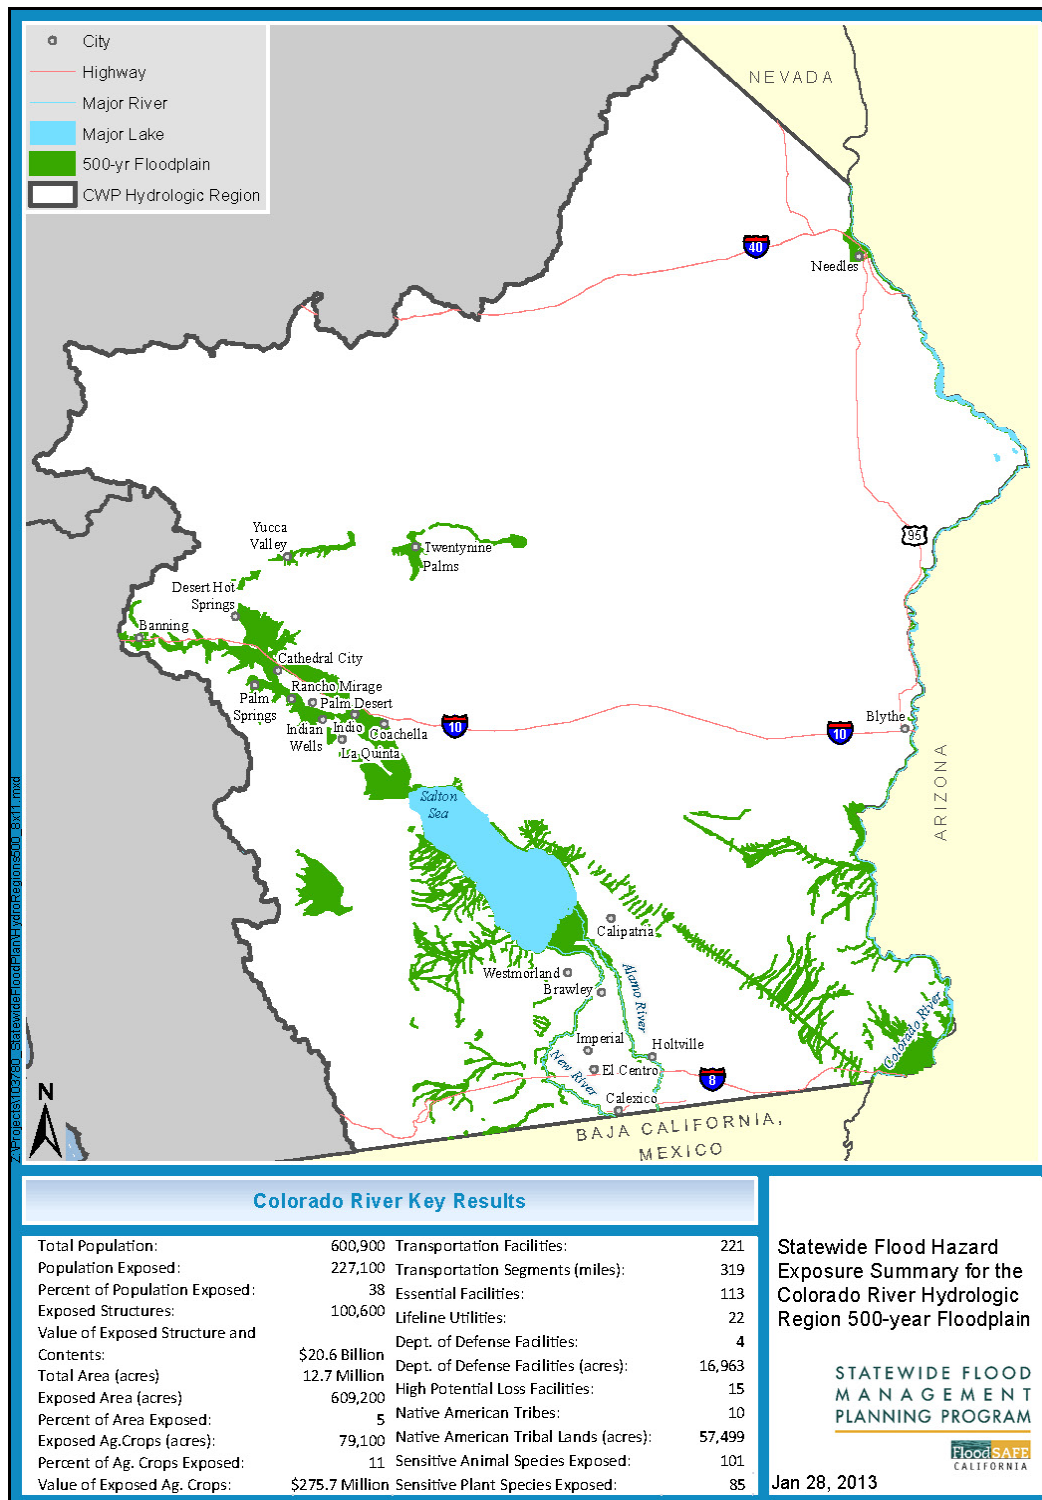 City
Highway
Major River
Major Lake
500-yr Floodplain
CWP Hydrologic Region
NEVADA
40
Needles
95
Yucca
Valley
Twentynine
Palms
Desert Hot
Springs
Banning
Cathedral City
Rancho Mirage
Palm Desert
Palm
Springs
Indian
Wells
Indio
Coachella
La Quinta
10
10
Blythe
ARIZONA
Salton
Sea
Calipatria
Westmorland
Brawley
Alamo River
Imperial
Holtville
El Centro
New River
Calexico
8
Colorado River
BAJA CALIFORNIA,
MEXICO
N
Z:\Projects\1103780_StatewideFloodPlan\HydroRegions500_8x11.mxd
Colorado River Key Results
Total Population: 600,900
Population Exposed: 227,100
Percent of Population Exposed: 38
Exposed Structures: 100,600
Value of Exposed Structure and
Contents: $20.6 Billion
Total Area (acres) 12.7 Million
Exposed Area (acres) 609,200
Percent of Area Exposed: 5
Exposed Ag.Crops (acres): 79,100
Percent of Ag. Crops Exposed: 11
Value of Exposed Ag. Crops: $275.7 Million
Transportation Facilities: 221
Transportation Segments (miles): 319
Essential Facilities: 113
Lifeline Utilities: 22
Dept. of Defense Facilities: 4
Dept. of Defense Facilities (acres): 16,963
High Potential Loss Facilities: 15
Native American Tribes: 10
Native American Tribal Lands (acres): 57,499
Sensitive Animal Species Exposed: 101
Sensitive Plant Species Exposed: 85
Statewide Flood Hazard
Exposure Summary for the
Colorado River Hydrologic
Region 500-year Floodplain
STATEWIDE FLOOD
MANAGEMENT
PLANNING PROGRAM
FloodSAFE
CALIFORNIA
Jan 28, 2013